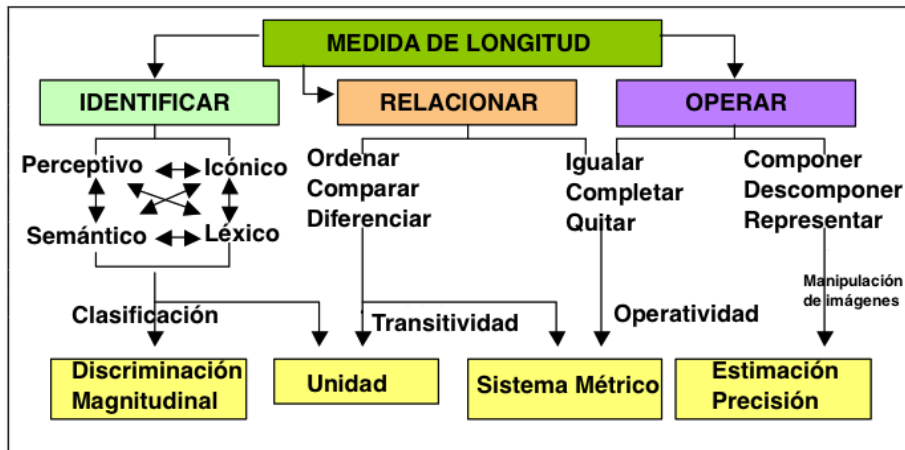 MEDIDA DE LONGITUD
IDENTIFICAR
RELACIONAR
OPERAR
Perceptivo
Icónico
Semántico
Léxico
Ordenar
Comparar
Diferenciar
Igualar
Completar
Quitar
Componer
Descomponer
Representar
Clasificación
Transitividad
Operatividad
Manipulación
de imágenes
Discriminación
Magnitudinal
Unidad
Sistema Métrico
Estimación
Precisión